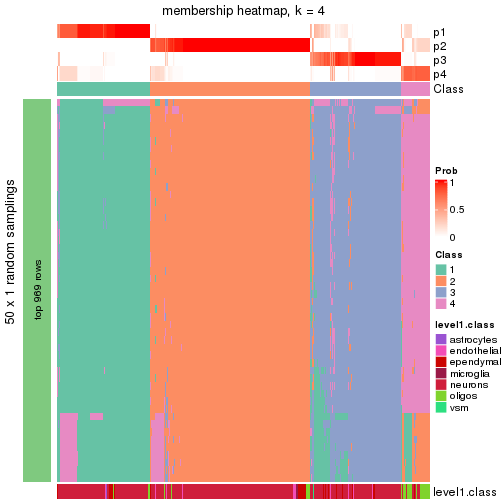 membership heatmap, k = 4
p1
p2
p3
p4
Class
50 x 1 random samplings
top 969 rows
level1.class
Prob
1
0.5
0
Class
1
2
3
4
level1.class
astrocytes
endothelial
ependymal
microglia
neurons
oligos
vsm